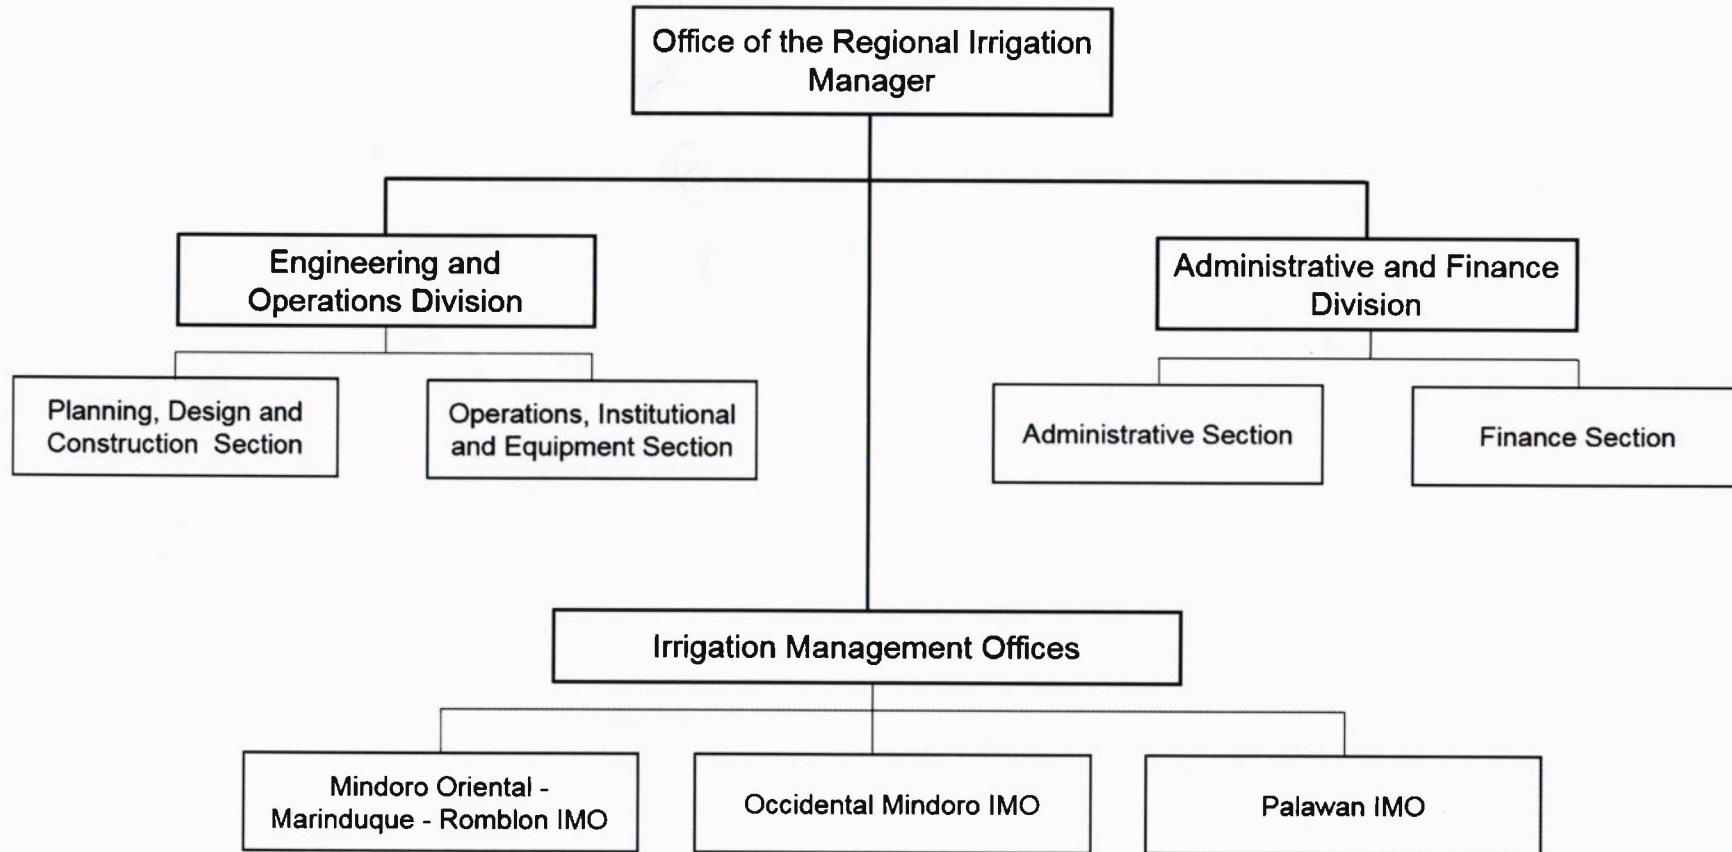 Office of the Regional Irrigation
Manager
Engineering and
Operations Division
Administrative and Finance
Division
Planning, Design and
Construction Section
Operations, Institutional
and Equipment Section
Administrative Section
Finance Section
Irrigation Management Offices
Mindoro Oriental -
Marinduque - Romblon IMO
Occidental Mindoro IMO
Palawan IMO